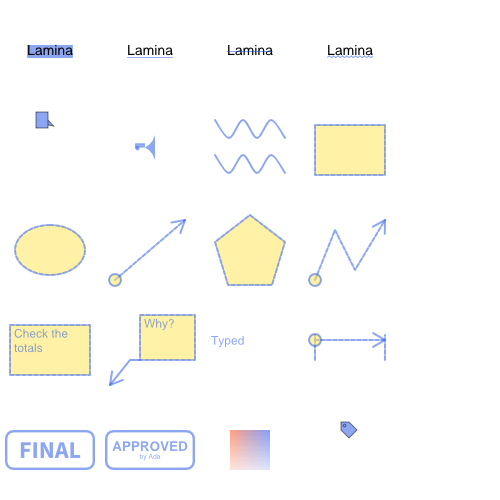 Lamina Lamina Lamina Lamina
Check the
totals
Why?
Typed
FINAL
APPROVED
by Ada